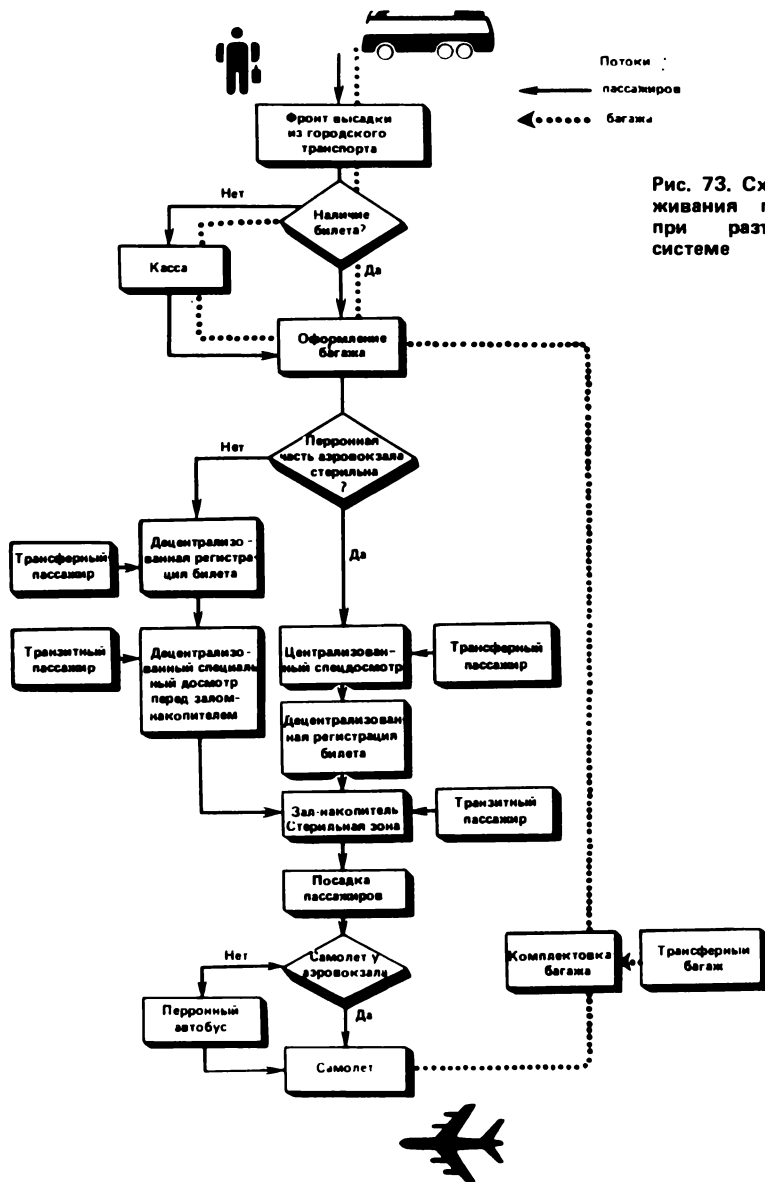 Потоки
пассажиров
багажа
Фронт высадки
из городского
транспорта
Рис. 73.
живания
при
системе
Нет
Наличие
билета?
Касса
Да
Оформление
багажа
Нет
Перронная
часть аэровокзала
стерильна
?
Да
Трансферный
пассажир
Децентрализо-
ванная регистра-
ция билета
Транзитный
пассажир
Децентрализо-
ванный специаль
ный досмотр
перед залом-
накопителем
Централизован-
ный спецдосмотр
Трансферный
пассажир
Децентрализован-
ная регистрация
билета
Зал-накопитель
Стерильная зона
Транзитный
пассажир
Посадка
пассажиров
Нет
Самолет у
аэровокзала
Да
Перронный
автобус
Самолет
Комплектовка
багажа
Трансферный
багаж